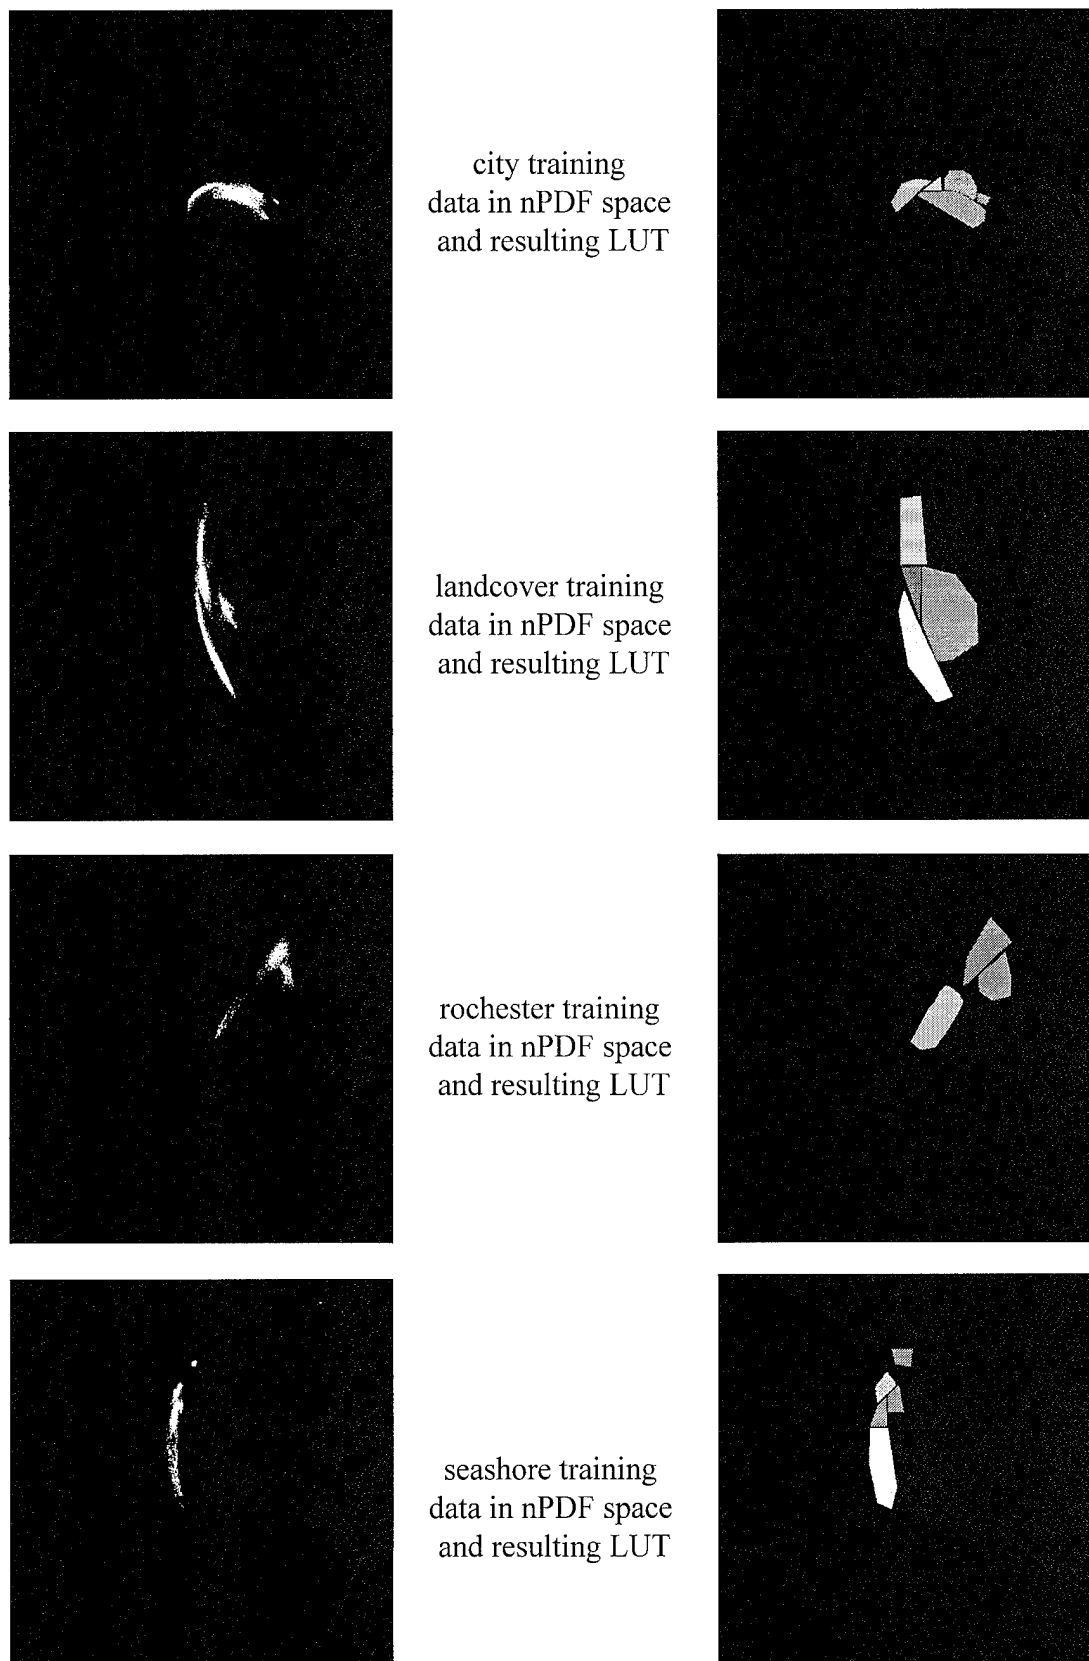 city training
data in nPDF space
and resulting LUT
landcover training
data in nPDF space
and resulting LUT
rochester training
data in nPDF space
and resulting LUT
seashore training
data in nPDF space
and resulting LUT